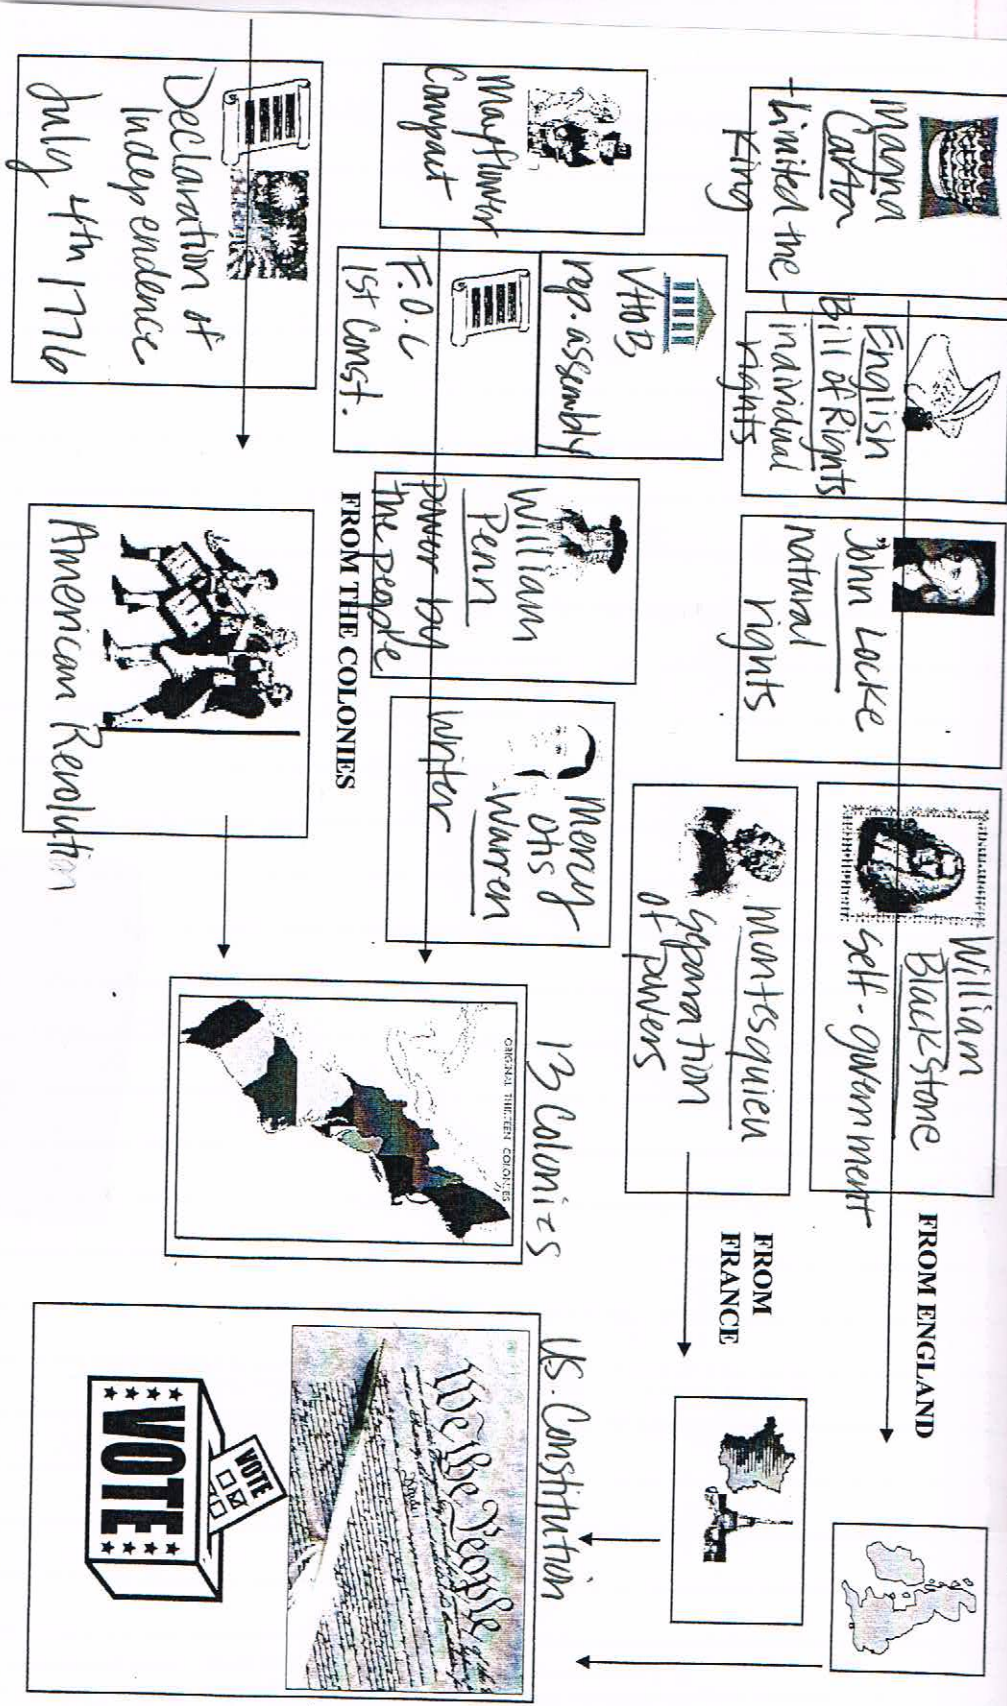 Magna
Carta
- Limited the
King
English
Bill of Rights
- individual
rights
John Locke
natural
rights
William
Blackstone
self-government
FROM ENGLAND
Montesquieu
separation
of powers
FROM
FRANCE
Mayflower
Compact
VHOB
rep. assembly
F.O.C
1st Const.
William
Penn
power by
the people
Mercy
Otis
Warren
writer
FROM THE COLONIES
13 Colonies
ORIGINAL THIRTEEN COLONIES
Declaration of
Independence
July 4th 1776
American Revolution
U.S. Constitution
We the People
VOTE
VOTE